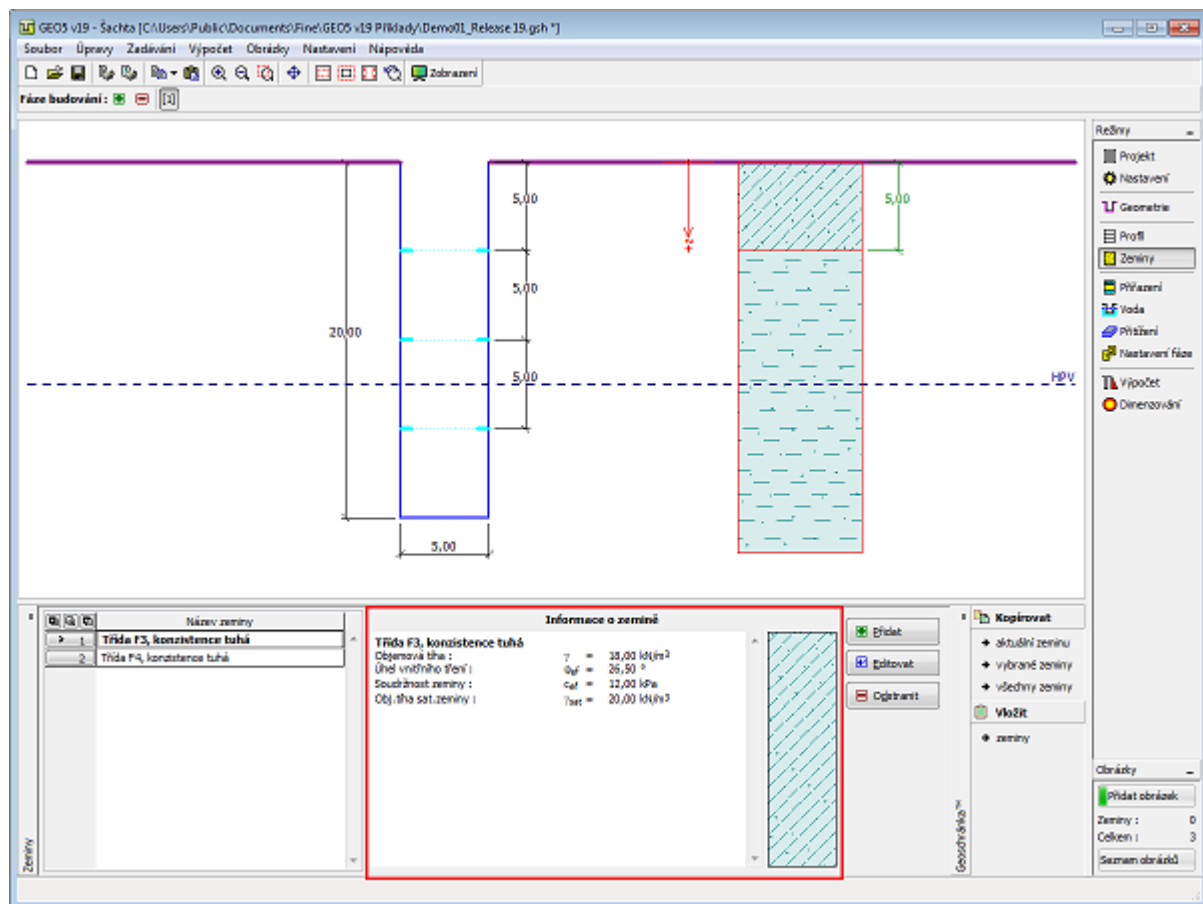 GEO5 v19 - Šachta [C:\Users\Public\Documents\Fine\GEO5 v19 Příklady\Demo01_Release 19.gsh *]
Soubor Úpravy Zadávání Výpočet Obrázky Nastavení Nápověda
Zobrazení
Fáze budování : [1]
Režimy
Projekt
Nastavení
Geometrie
Profil
Zeminy
Přiřazení
Voda
Přitížení
Nastavení fáze
Výpočet
Dimenzování
5,00
5,00
+z
5,00
20,00
5,00
HPV
5,00
Název zeminy
1 Třída F3, konzistence tuhá
2 Třída F4, konzistence tuhá
Zeminy
Informace o zemině
Třída F3, konzistence tuhá
Objemová tíha : γ = 18,00 kN/m³
Úhel vnitřního tření : φef = 26,50 °
Soudržnost zeminy : cef = 12,00 kPa
Obj.tíha sat.zeminy : γsat = 20,00 kN/m³
Přidat
Editovat
Odstranit
Geoschránka™
Kopírovat
aktuální zeminu
vybrané zeminy
všechny zeminy
Vložit
zeminy
Obrázky
Přidat obrázek
Zeminy : 0
Celkem : 3
Seznam obrázků